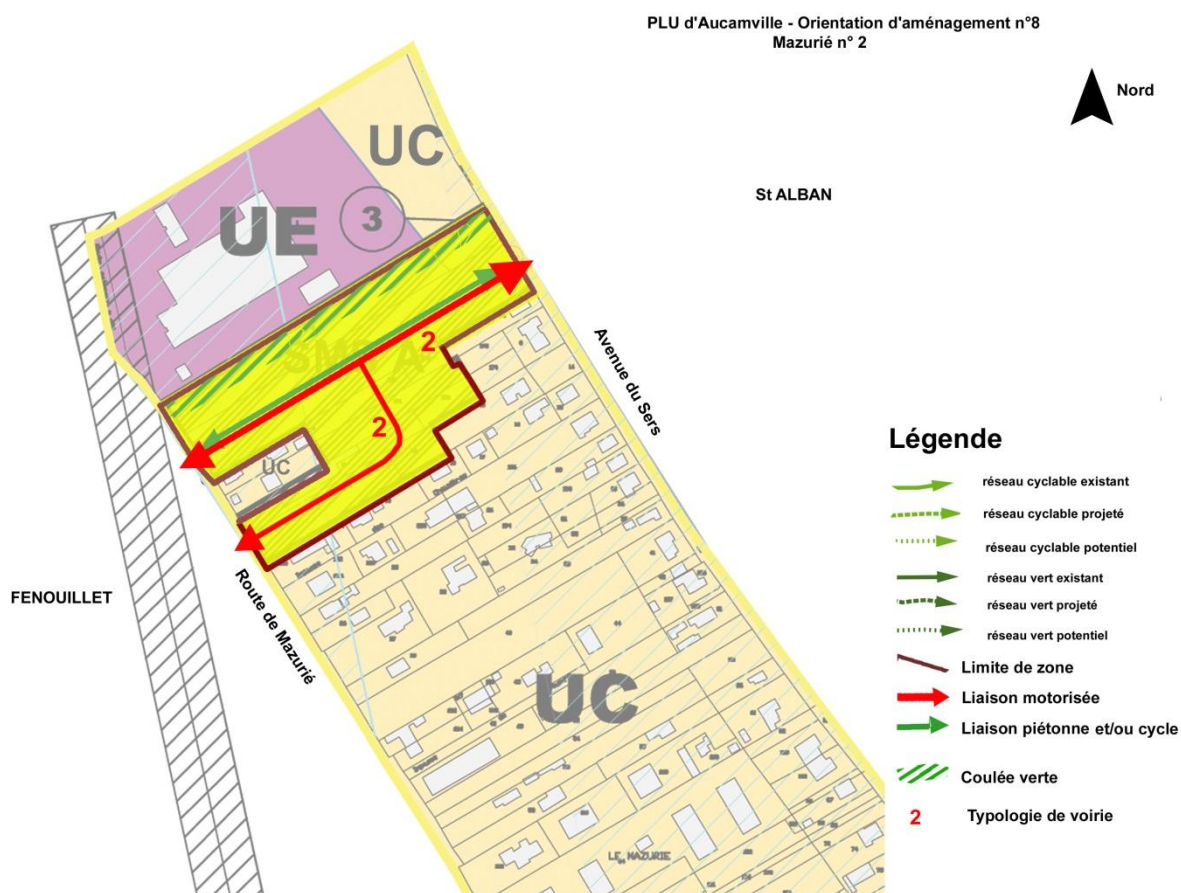 PLU d'Aucamville - Orientation d'aménagement n°8
Mazurié n° 2
Nord
St ALBAN
UC
UE
3
2
2
UC
Avenue du Sers
FENOUILLET
Route de Mazurié
UC
LE MAZURIE
Légende
réseau cyclable existant
réseau cyclable projeté
réseau cyclable potentiel
réseau vert existant
réseau vert projeté
réseau vert potentiel
Limite de zone
Liaison motorisée
Liaison piétonne et/ou cycle
Coulée verte
2 Typologie de voirie